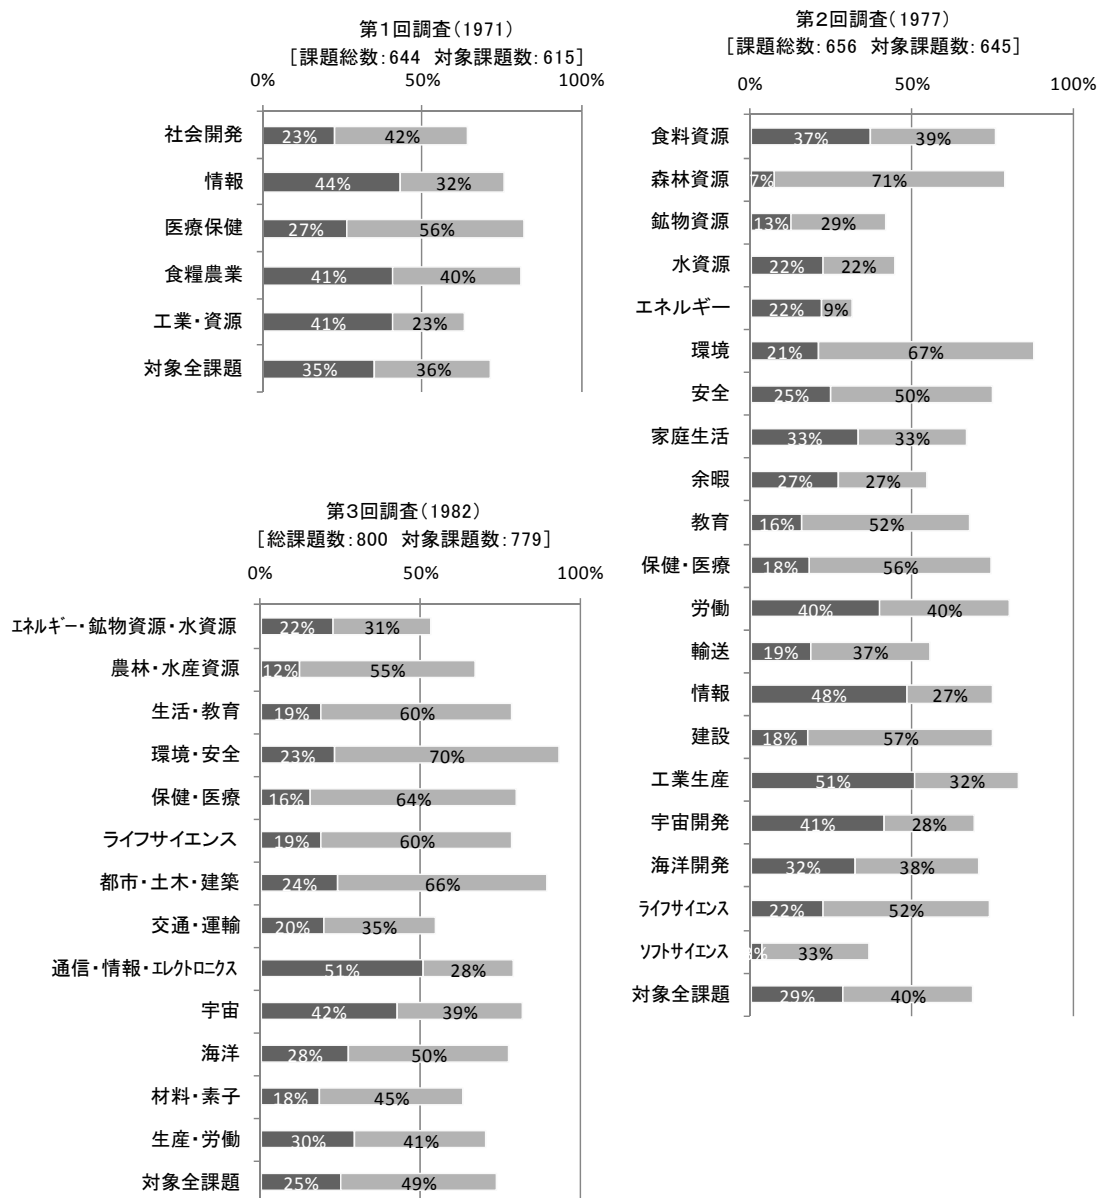 第1回調査(1971)
[課題総数:644 対象課題数:615]
0% 50% 100%
社会開発 23% 42%
情報 44% 32%
医療保健 27% 56%
食糧農業 41% 40%
工業・資源 41% 23%
対象全課題 35% 36%
第2回調査(1977)
[課題総数:656 対象課題数:645]
0% 50% 100%
食料資源 37% 39%
森林資源 7% 71%
鉱物資源 13% 29%
水資源 22% 22%
エネルギー 22% 9%
環境 21% 67%
安全 25% 50%
家庭生活 33% 33%
余暇 27% 27%
教育 16% 52%
保健・医療 18% 56%
労働 40% 40%
輸送 19% 37%
情報 48% 27%
建設 18% 57%
工業生産 51% 32%
宇宙開発 41% 28%
海洋開発 32% 38%
ライフサイエンス 22% 52%
ソフトサイエンス 33%
対象全課題 29% 40%
第3回調査(1982)
[総課題数:800 対象課題数:779]
0% 50% 100%
エネルギー・鉱物資源・水資源 22% 31%
農林・水産資源 12% 55%
生活・教育 19% 60%
環境・安全 23% 70%
保健・医療 16% 64%
ライフサイエンス 19% 60%
都市・土木・建築 24% 66%
交通・運輸 20% 35%
通信・情報・エレクトロニクス 51% 28%
宇宙 42% 39%
海洋 28% 50%
材料・素子 18% 45%
生産・労働 30% 41%
対象全課題 25% 49%